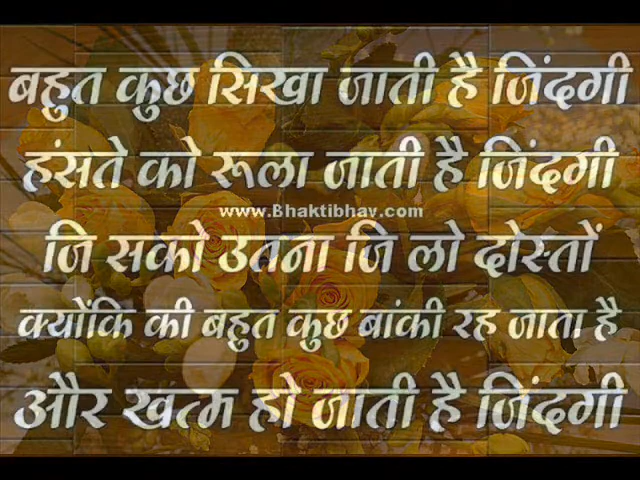 बहुत कुछ सिखा जाती है जिंदगी
हंसते को रूला जाती है जिंदगी
www.Bhaktibhav.com
जि सको उतना जि लो दोस्तों
क्योंकि की बहुत कुछ बांकी रह जाता है
और खत्म हो जाती है जिंदगी